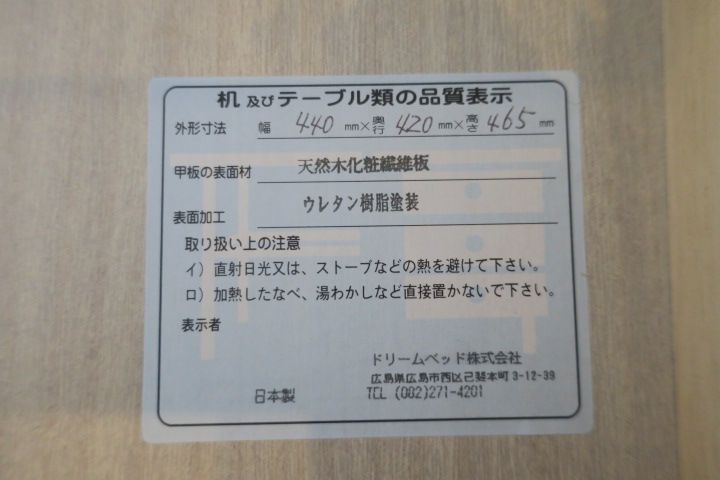 机及びテーブル類の品質表示
外形寸法 幅 440 mm×奥行 420 mm×高さ 465 mm
甲板の表面材 天然木化粧繊維板
表面加工 ウレタン樹脂塗装
取り扱い上の注意
イ）直射日光又は、ストーブなどの熱を避けて下さい。
ロ）加熱したなべ、湯わかしなど直接置かないで下さい。
表示者
ドリームベッド株式会社
広島県広島市西区己斐本町3-12-39
日本製 TEL (082)271-4201